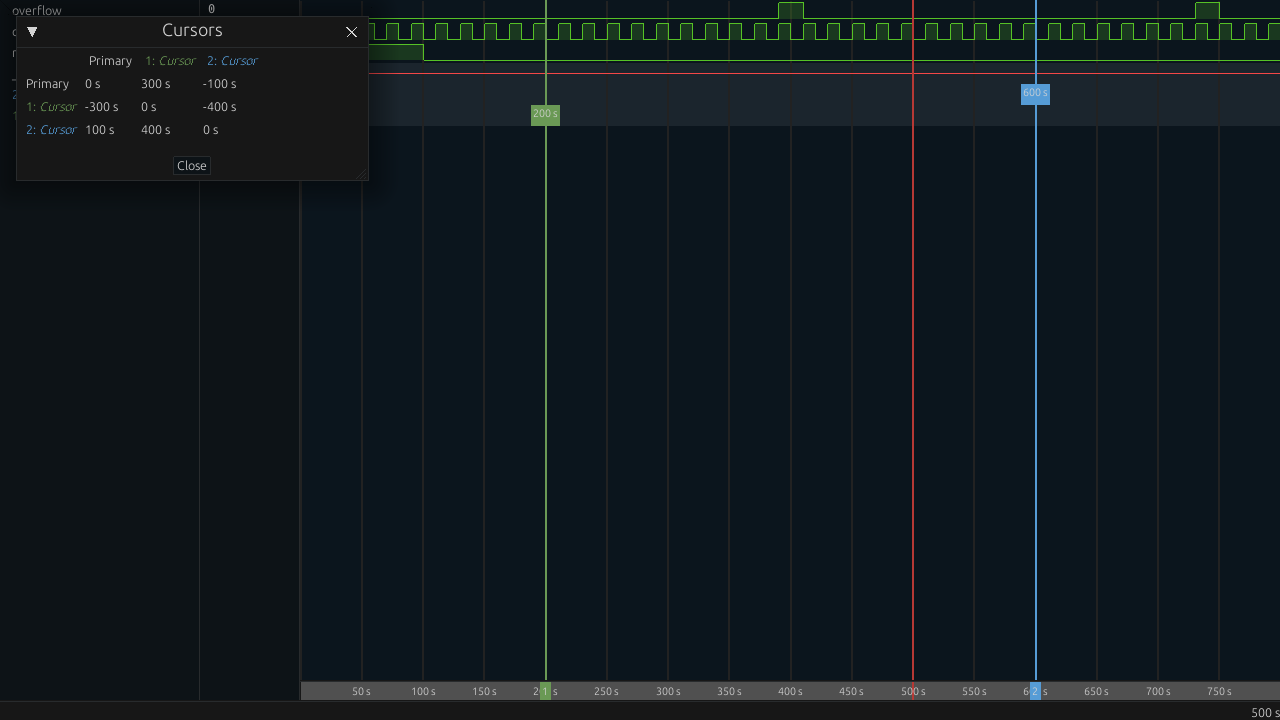 overflow 0
Cursors
Primary 1: Cursor 2: Cursor
Primary 0 s 300 s -100 s
1: Cursor -300 s 0 s -400 s
2: Cursor 100 s 400 s 0 s
Close
200 s
600 s
50 s 100 s 150 s 1 s 250 s 300 s 350 s 400 s 450 s 500 s 550 s 2 s 650 s 700 s 750 s
500 s